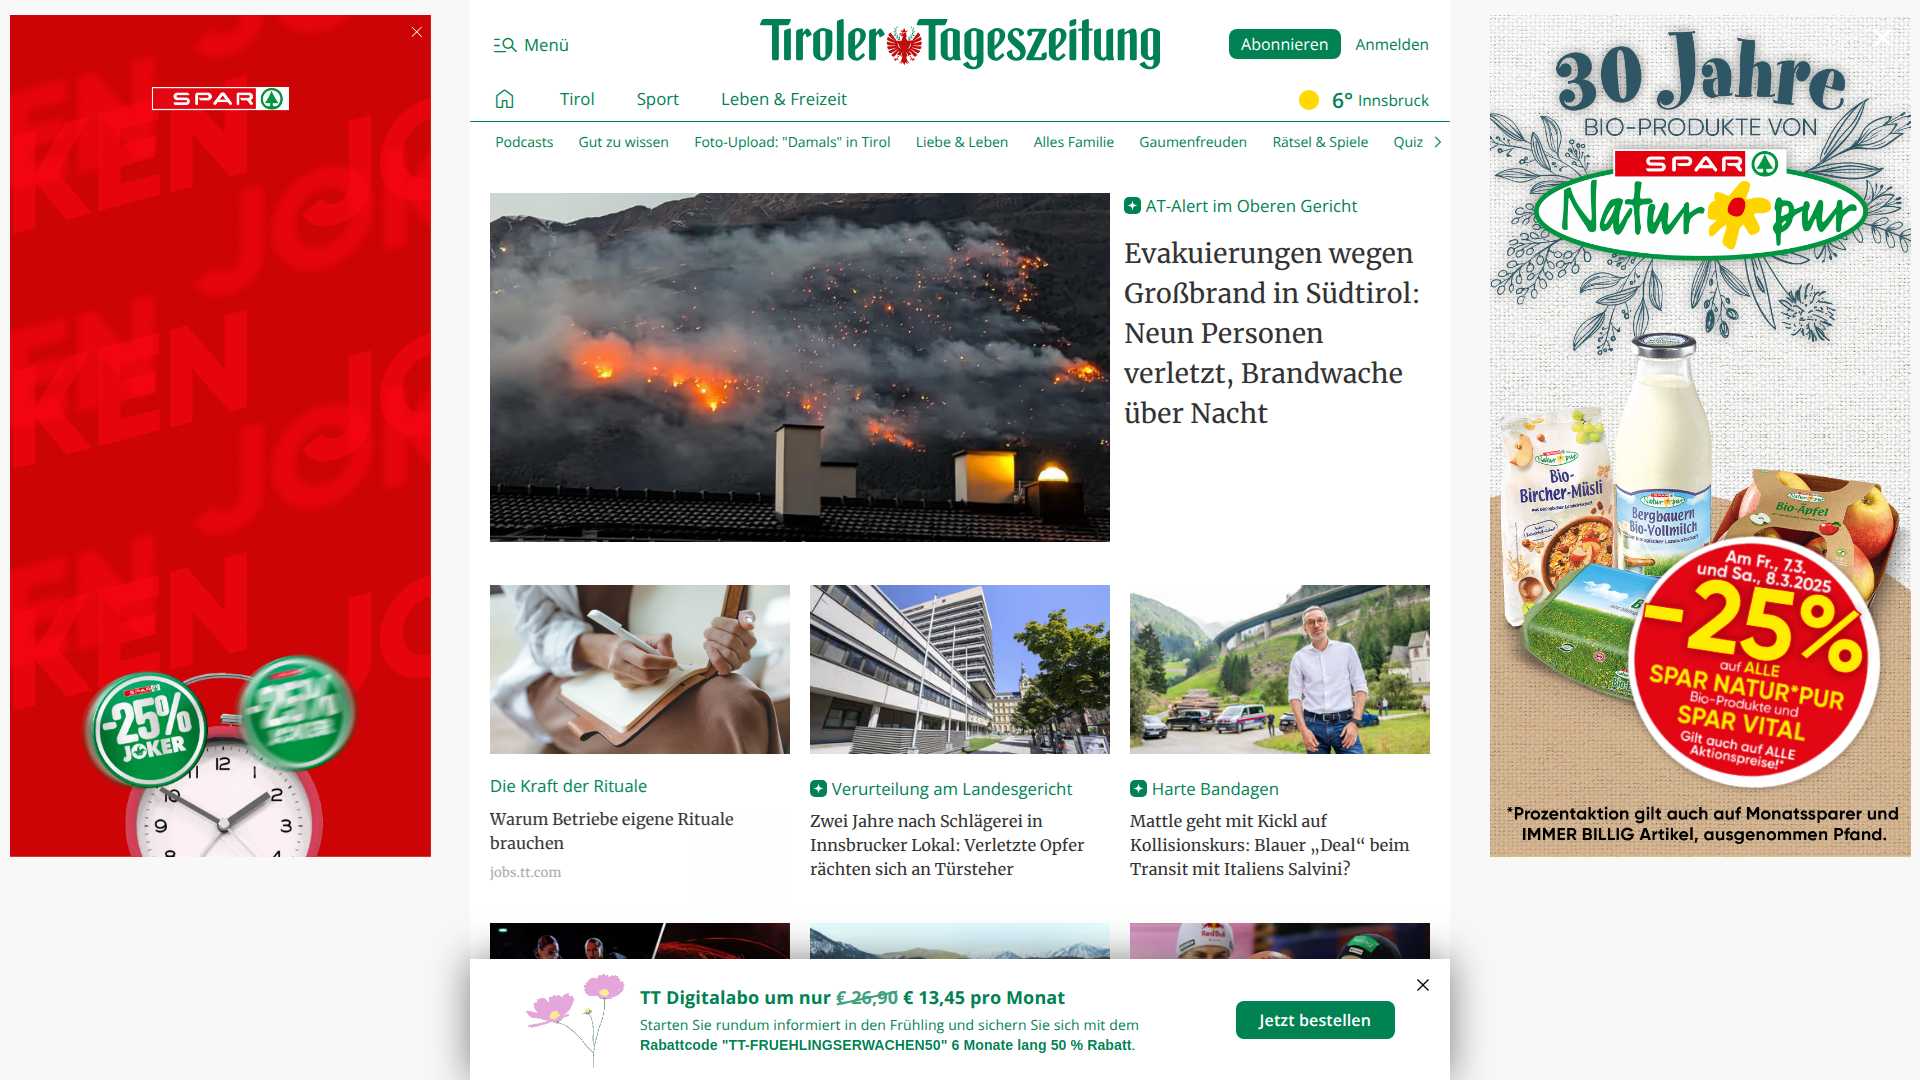 SPAR
-25%
JOKER
Menü
Tiroler Tageszeitung
Abonnieren
Anmelden
Tirol
Sport
Leben & Freizeit
6° Innsbruck
Podcasts
Gut zu wissen
Foto-Upload: "Damals" in Tirol
Liebe & Leben
Alles Familie
Gaumenfreuden
Rätsel & Spiele
Quiz
AT-Alert im Oberen Gericht
Evakuierungen wegen
Großbrand in Südtirol:
Neun Personen
verletzt, Brandwache
über Nacht
Die Kraft der Rituale
Warum Betriebe eigene Rituale
brauchen
jobs.tt.com
Verurteilung am Landesgericht
Zwei Jahre nach Schlägerei in
Innsbrucker Lokal: Verletzte Opfer
rächten sich an Türsteher
Harte Bandagen
Mattle geht mit Kickl auf
Kollisionskurs: Blauer „Deal“ beim
Transit mit Italiens Salvini?
TT Digitalabo um nur € 26,90 € 13,45 pro Monat
Starten Sie rundum informiert in den Frühling und sichern Sie sich mit dem
Rabattcode "TT-FRUEHLINGSERWACHEN50" 6 Monate lang 50 % Rabatt.
Jetzt bestellen
30 Jahre
BIO-PRODUKTE VON
SPAR
Natur pur
Bio-
Bircher-Müsli
Bergbauern
Bio-Vollmilch
Bio-Äpfel
Am Fr., 7.3.
und Sa., 8.3.2025
-25%
auf ALLE
SPAR NATUR*PUR
Bio-Produkte und
SPAR VITAL
Gilt auch auf ALLE
Aktionspreise!*
*Prozentaktion gilt auch auf Monatssparer und
IMMER BILLIG Artikel, ausgenommen Pfand.